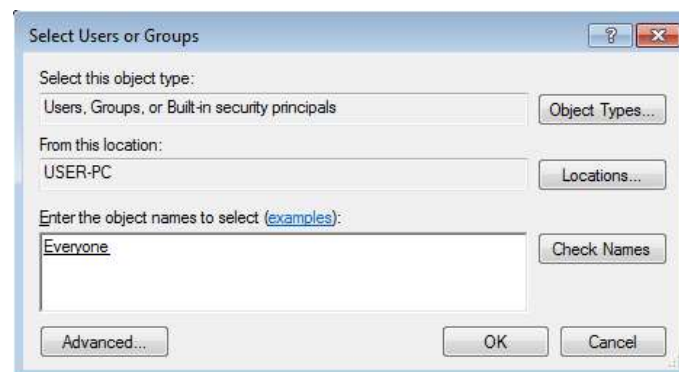 Select Users or Groups
Select this object type:
Users, Groups, or Built-in security principals
Object Types...
From this location:
USER-PC
Locations...
Enter the object names to select (examples):
Everyone
Check Names
Advanced...
OK
Cancel